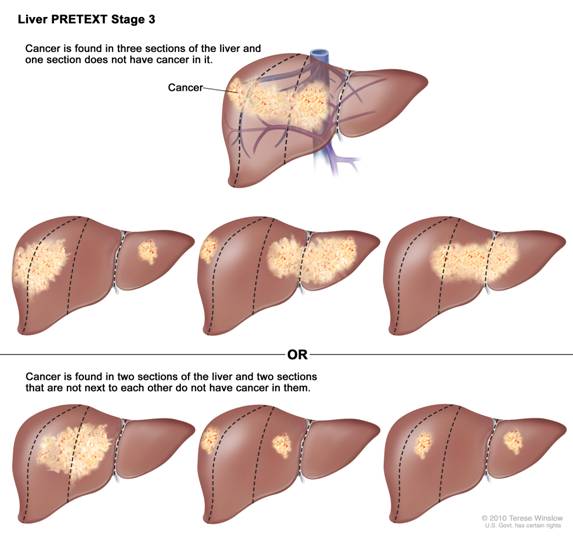 Liver PRETEXT Stage 3
Cancer is found in three sections of the liver and
one section does not have cancer in it.
Cancer
OR
Cancer is found in two sections of the liver and two sections
that are not next to each other do not have cancer in them.
© 2010 Terese Winslow
U.S. Govt. has certain rights